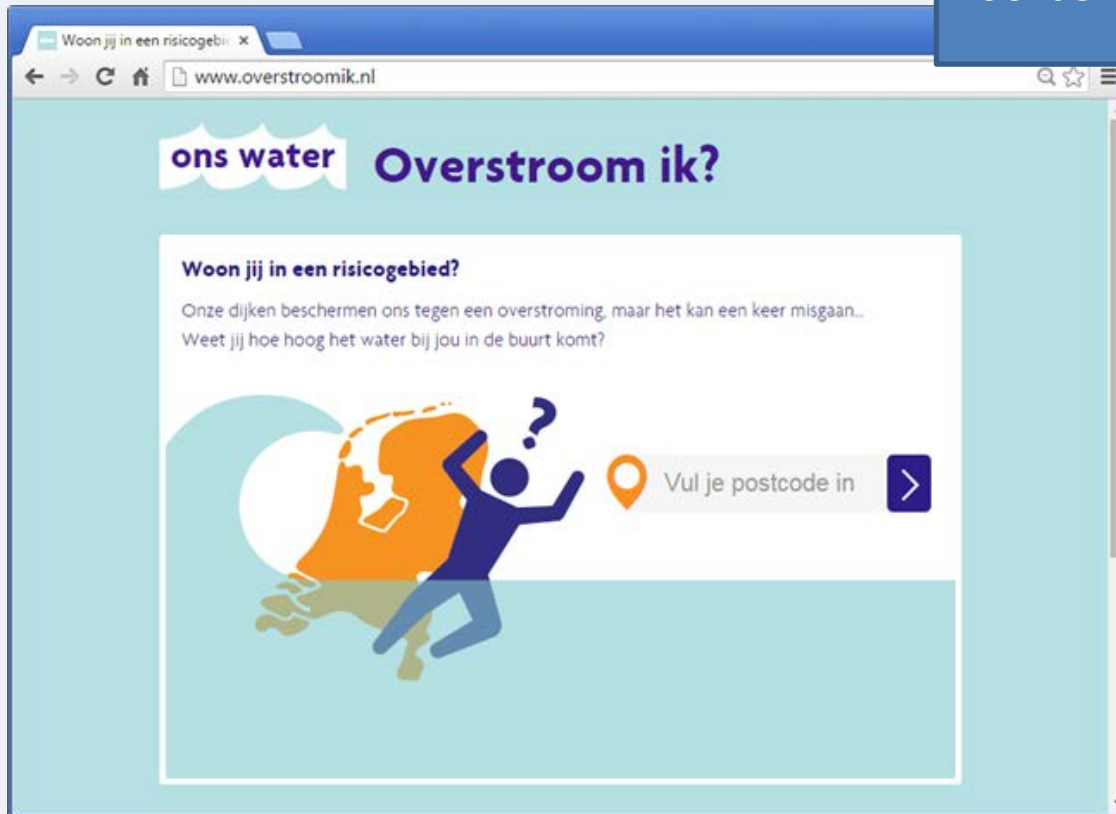 Woon jij in een risicogebi
www.overstroomik.nl
ons water
Overstroom ik?
Woon jij in een risicogebied?
Onze dijken beschermen ons tegen een overstroming, maar het kan een keer misgaan...
Weet jij hoe hoog het water bij jou in de buurt komt?
?
Vul je postcode in